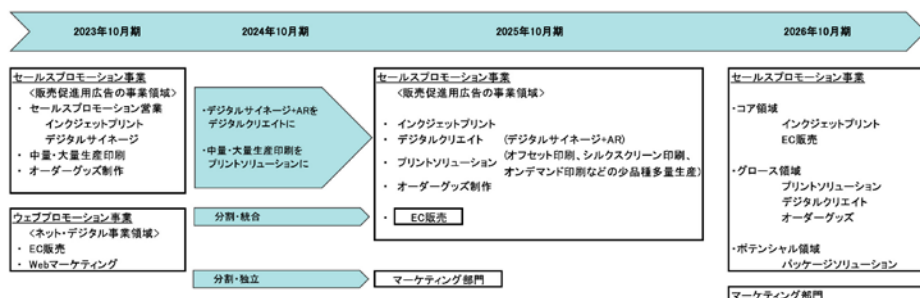 2023年10月期
2024年10月期
2025年10月期
2026年10月期
セールスプロモーション事業
<販売促進用広告の事業領域>
・ セールスプロモーション営業
インクジェットプリント
デジタルサイネージ
・ 中量・大量生産印刷
・ オーダーグッズ制作
ウェブプロモーション事業
<ネット・デジタル事業領域>
・ EC販売
・ Webマーケティング
・デジタルサイネージ+ARを
デジタルクリエイトに
・中量・大量生産印刷を
プリントソリューションに
分割・統合
分割・独立
セールスプロモーション事業
<販売促進用広告の事業領域>
・ インクジェットプリント
・ デジタルクリエイト (デジタルサイネージ+AR)
・ プリントソリューション (オフセット印刷、シルクスクリーン印刷、
オンデマンド印刷などの少品種多量生産)
・ オーダーグッズ制作
・ EC販売
マーケティング部門
セールスプロモーション事業
・コア領域
インクジェットプリント
EC販売
・グロース領域
プリントソリューション
デジタルクリエイト
オーダーグッズ
・ポテンシャル領域
パッケージソリューション
マーケティング部門